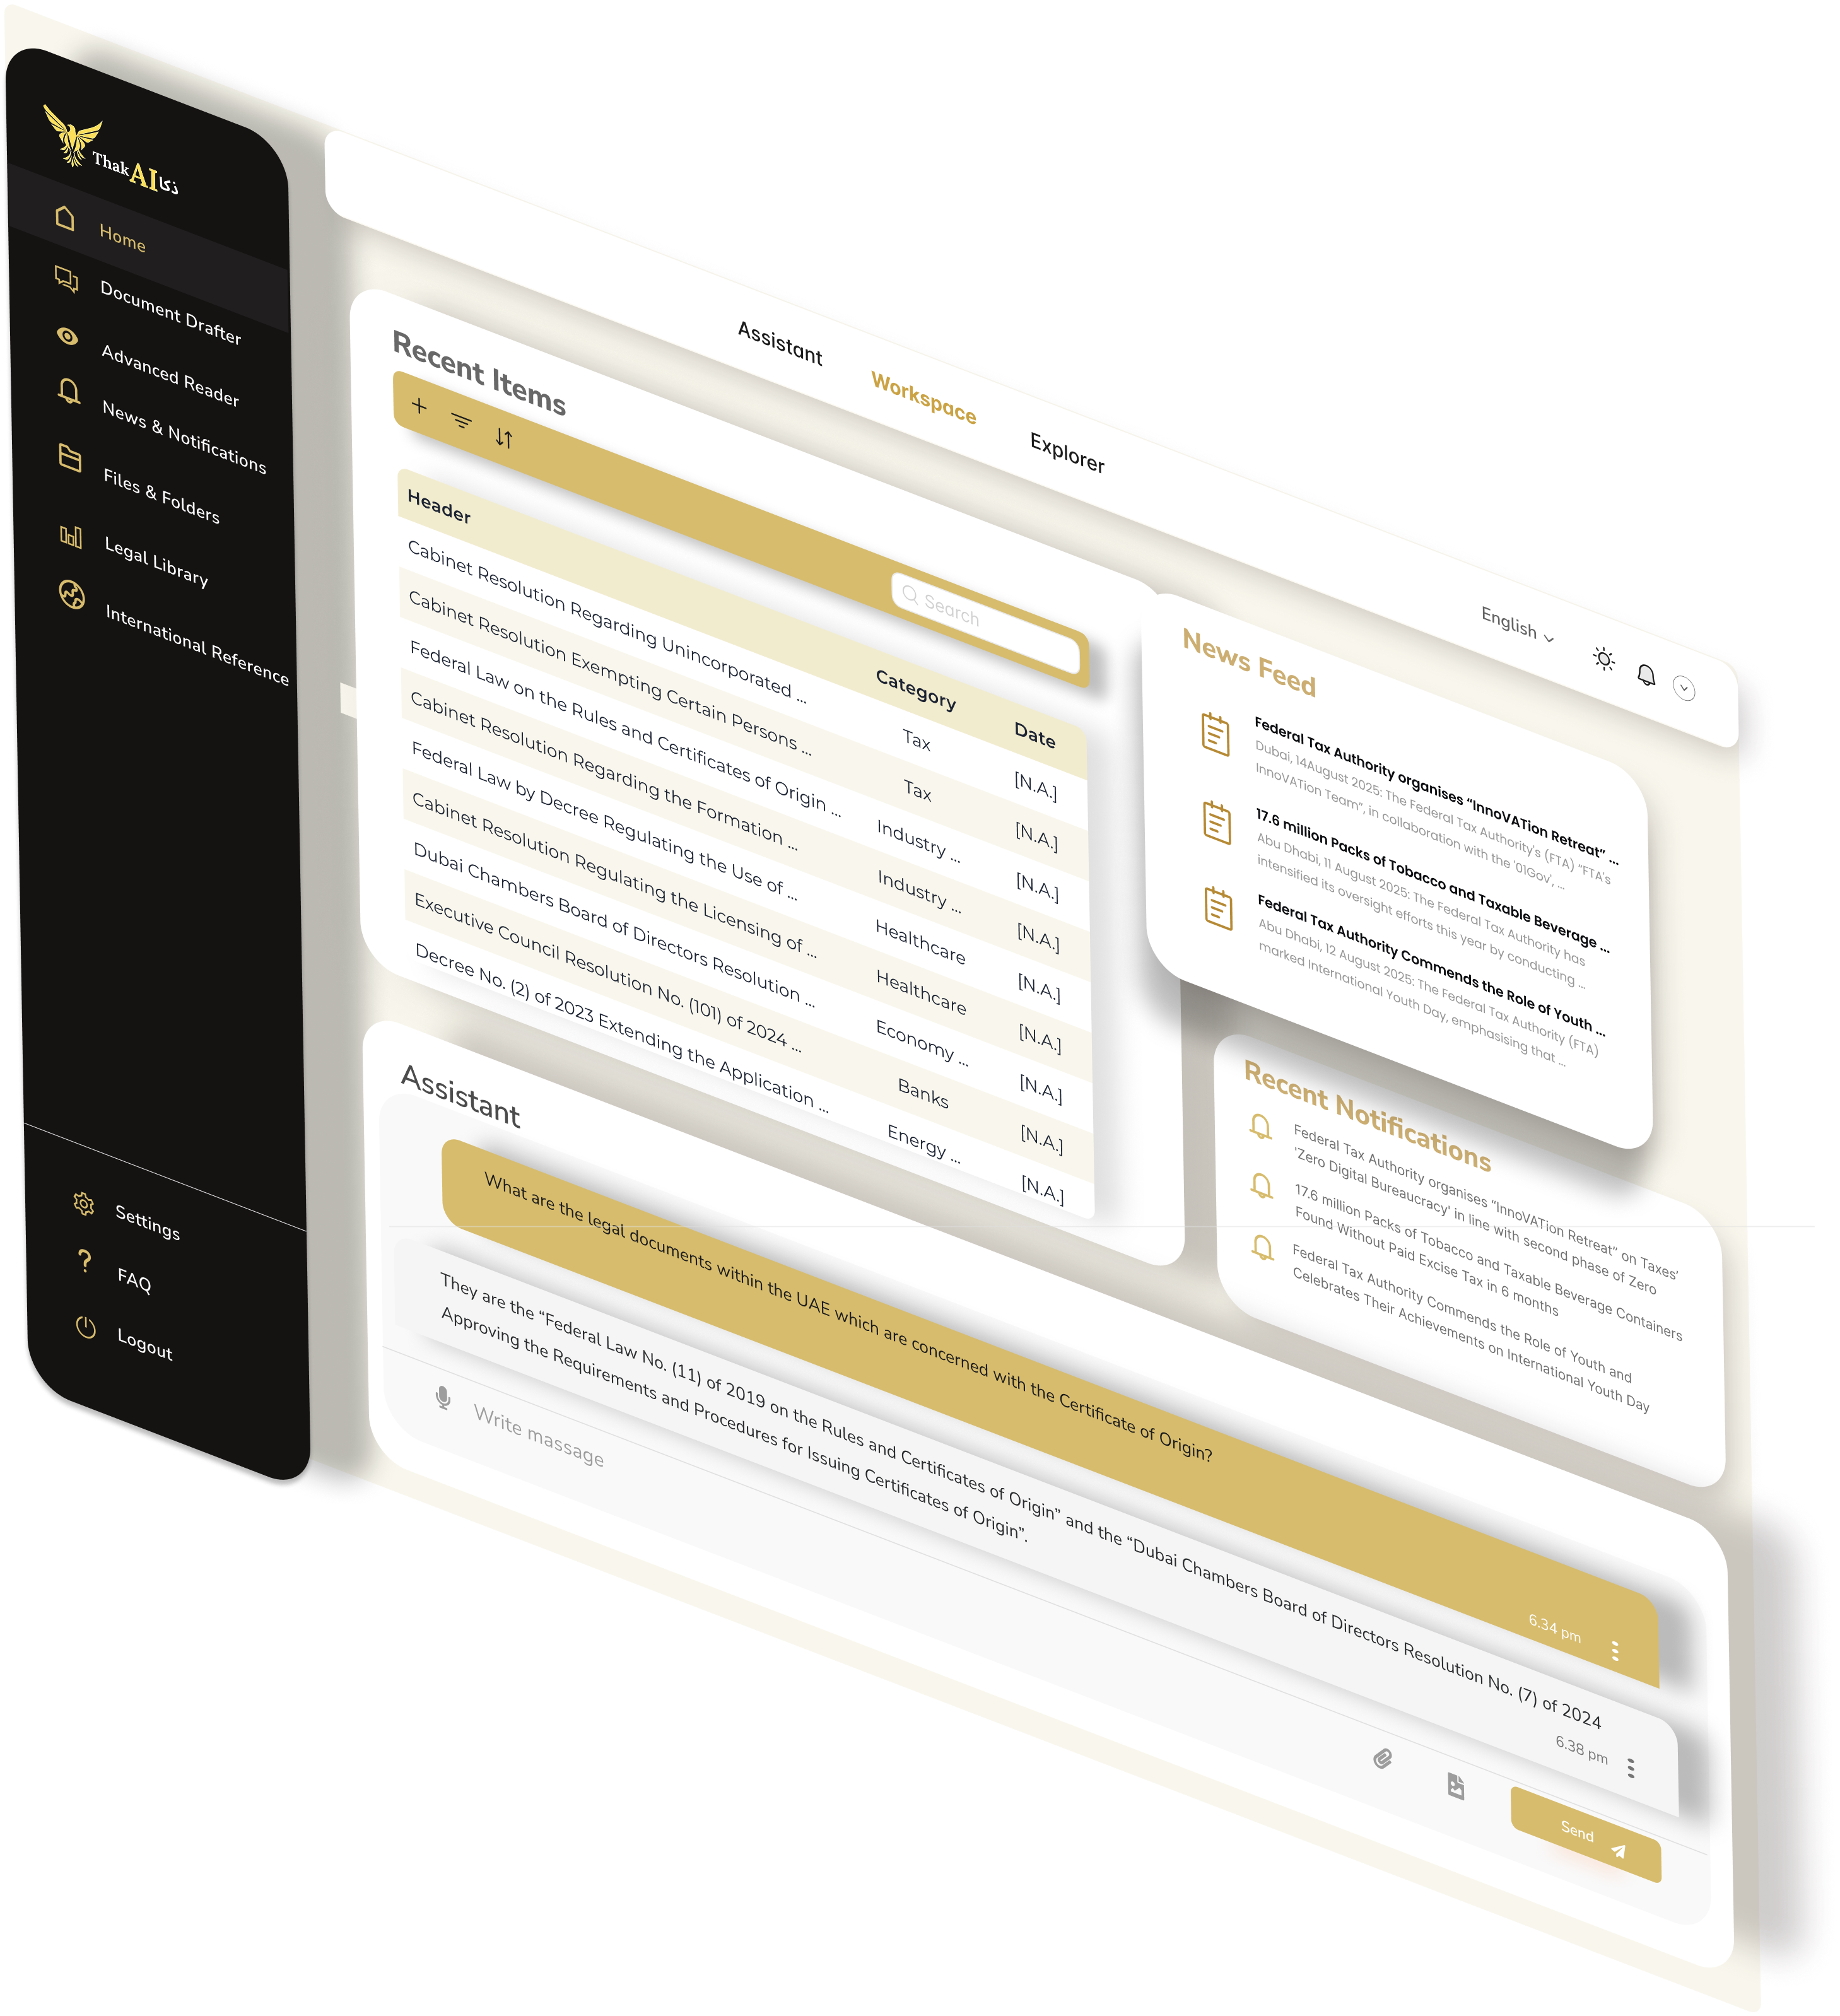 ThakAIذكا
Home
Document Drafter
Advanced Reader
News & Notifications
Files & Folders
Legal Library
International Reference
Settings
FAQ
Logout
Assistant
Workspace
Explorer
English
Recent Items
Search
Header Category Date
Cabinet Resolution Regarding Unincorporated ... Tax [N.A.]
Cabinet Resolution Exempting Certain Persons ... Tax [N.A.]
Federal Law on the Rules and Certificates of Origin ... Industry ... [N.A.]
Cabinet Resolution Regarding the Formation ... Industry ... [N.A.]
Federal Law by Decree Regulating the Use of ... Healthcare [N.A.]
Cabinet Resolution Regulating the Licensing of ... Healthcare [N.A.]
Dubai Chambers Board of Directors Resolution ... Economy ... [N.A.]
Executive Council Resolution No. (101) of 2024 ... Banks [N.A.]
Decree No. (2) of 2023 Extending the Application ... Energy ... [N.A.]
News Feed
Federal Tax Authority organises “InnoVATion Retreat” ...
Dubai, 14August 2025: The Federal Tax Authority's (FTA) “FTA's
InnoVATion Team”, in collaboration with the '01Gov', ...
17.6 million Packs of Tobacco and Taxable Beverage ...
Abu Dhabi, 11 August 2025: The Federal Tax Authority has
intensified its oversight efforts this year by conducting ...
Federal Tax Authority Commends the Role of Youth ...
Abu Dhabi, 12 August 2025: The Federal Tax Authority (FTA)
marked International Youth Day, emphasising that ...
Recent Notifications
Federal Tax Authority organises “InnoVATion Retreat” on Taxes’
'Zero Digital Bureaucracy' in line with second phase of Zero
17.6 million Packs of Tobacco and Taxable Beverage Containers
Found Without Paid Excise Tax in 6 months
Federal Tax Authority Commends the Role of Youth and
Celebrates Their Achievements on International Youth Day
Assistant
What are the legal documents within the UAE which are concerned with the Certificate of Origin?
6.34 pm
They are the “Federal Law No. (11) of 2019 on the Rules and Certificates of Origin” and the “Dubai Chambers Board of Directors Resolution No. (7) of 2024
Approving the Requirements and Procedures for Issuing Certificates of Origin”.
6.38 pm
Write massage
Send